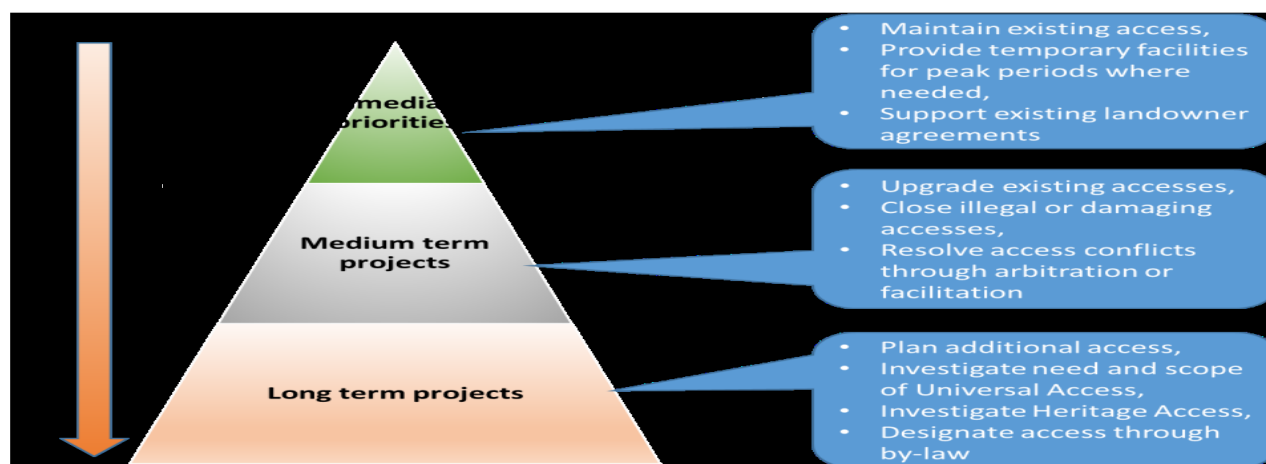 priorities
• Maintain existing access,
• Provide temporary facilities
for peak periods where
needed,
• Support existing landowner
agreements
Medium term
projects
• Upgrade existing accesses,
• Close illegal or damaging
accesses,
• Resolve access conflicts
through arbitration or
facilitation
Long term projects
• Plan additional access,
• Investigate need and scope
of Universal Access,
• Investigate Heritage Access,
• Designate access through
by-law